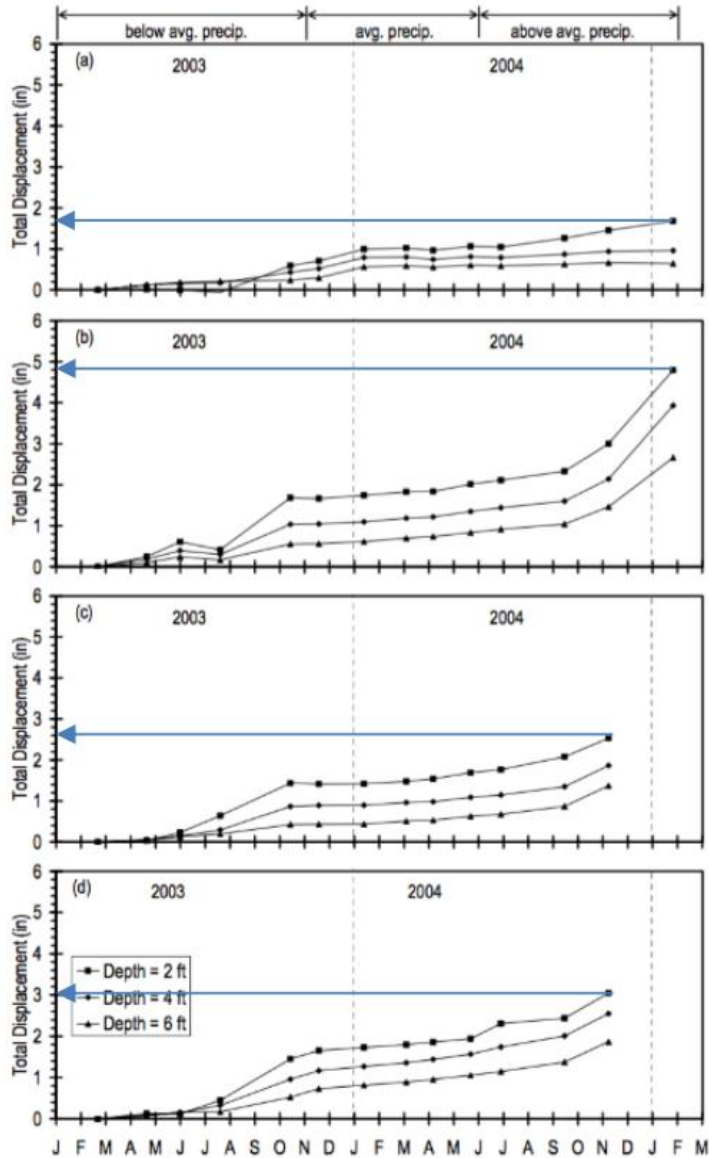 below avg. precip. avg. precip. above avg. precip.
6
(a)
2003 2004
5
4
3
2
1
0
Total Displacement (in)
J F M A M J J A S O N D J F M A M J J A S O N D J F M
6
(b)
2003 2004
5
4
3
2
1
0
Total Displacement (in)
J F M A M J J A S O N D J F M A M J J A S O N D J F M
6
(c)
2003 2004
5
4
3
2
1
0
Total Displacement (in)
J F M A M J J A S O N D J F M A M J J A S O N D J F M
6
(d)
2003 2004
5
4
3
2
1
0
Total Displacement (in)
Depth = 2 ft
Depth = 4 ft
Depth = 6 ft
J F M A M J J A S O N D J F M A M J J A S O N D J F M